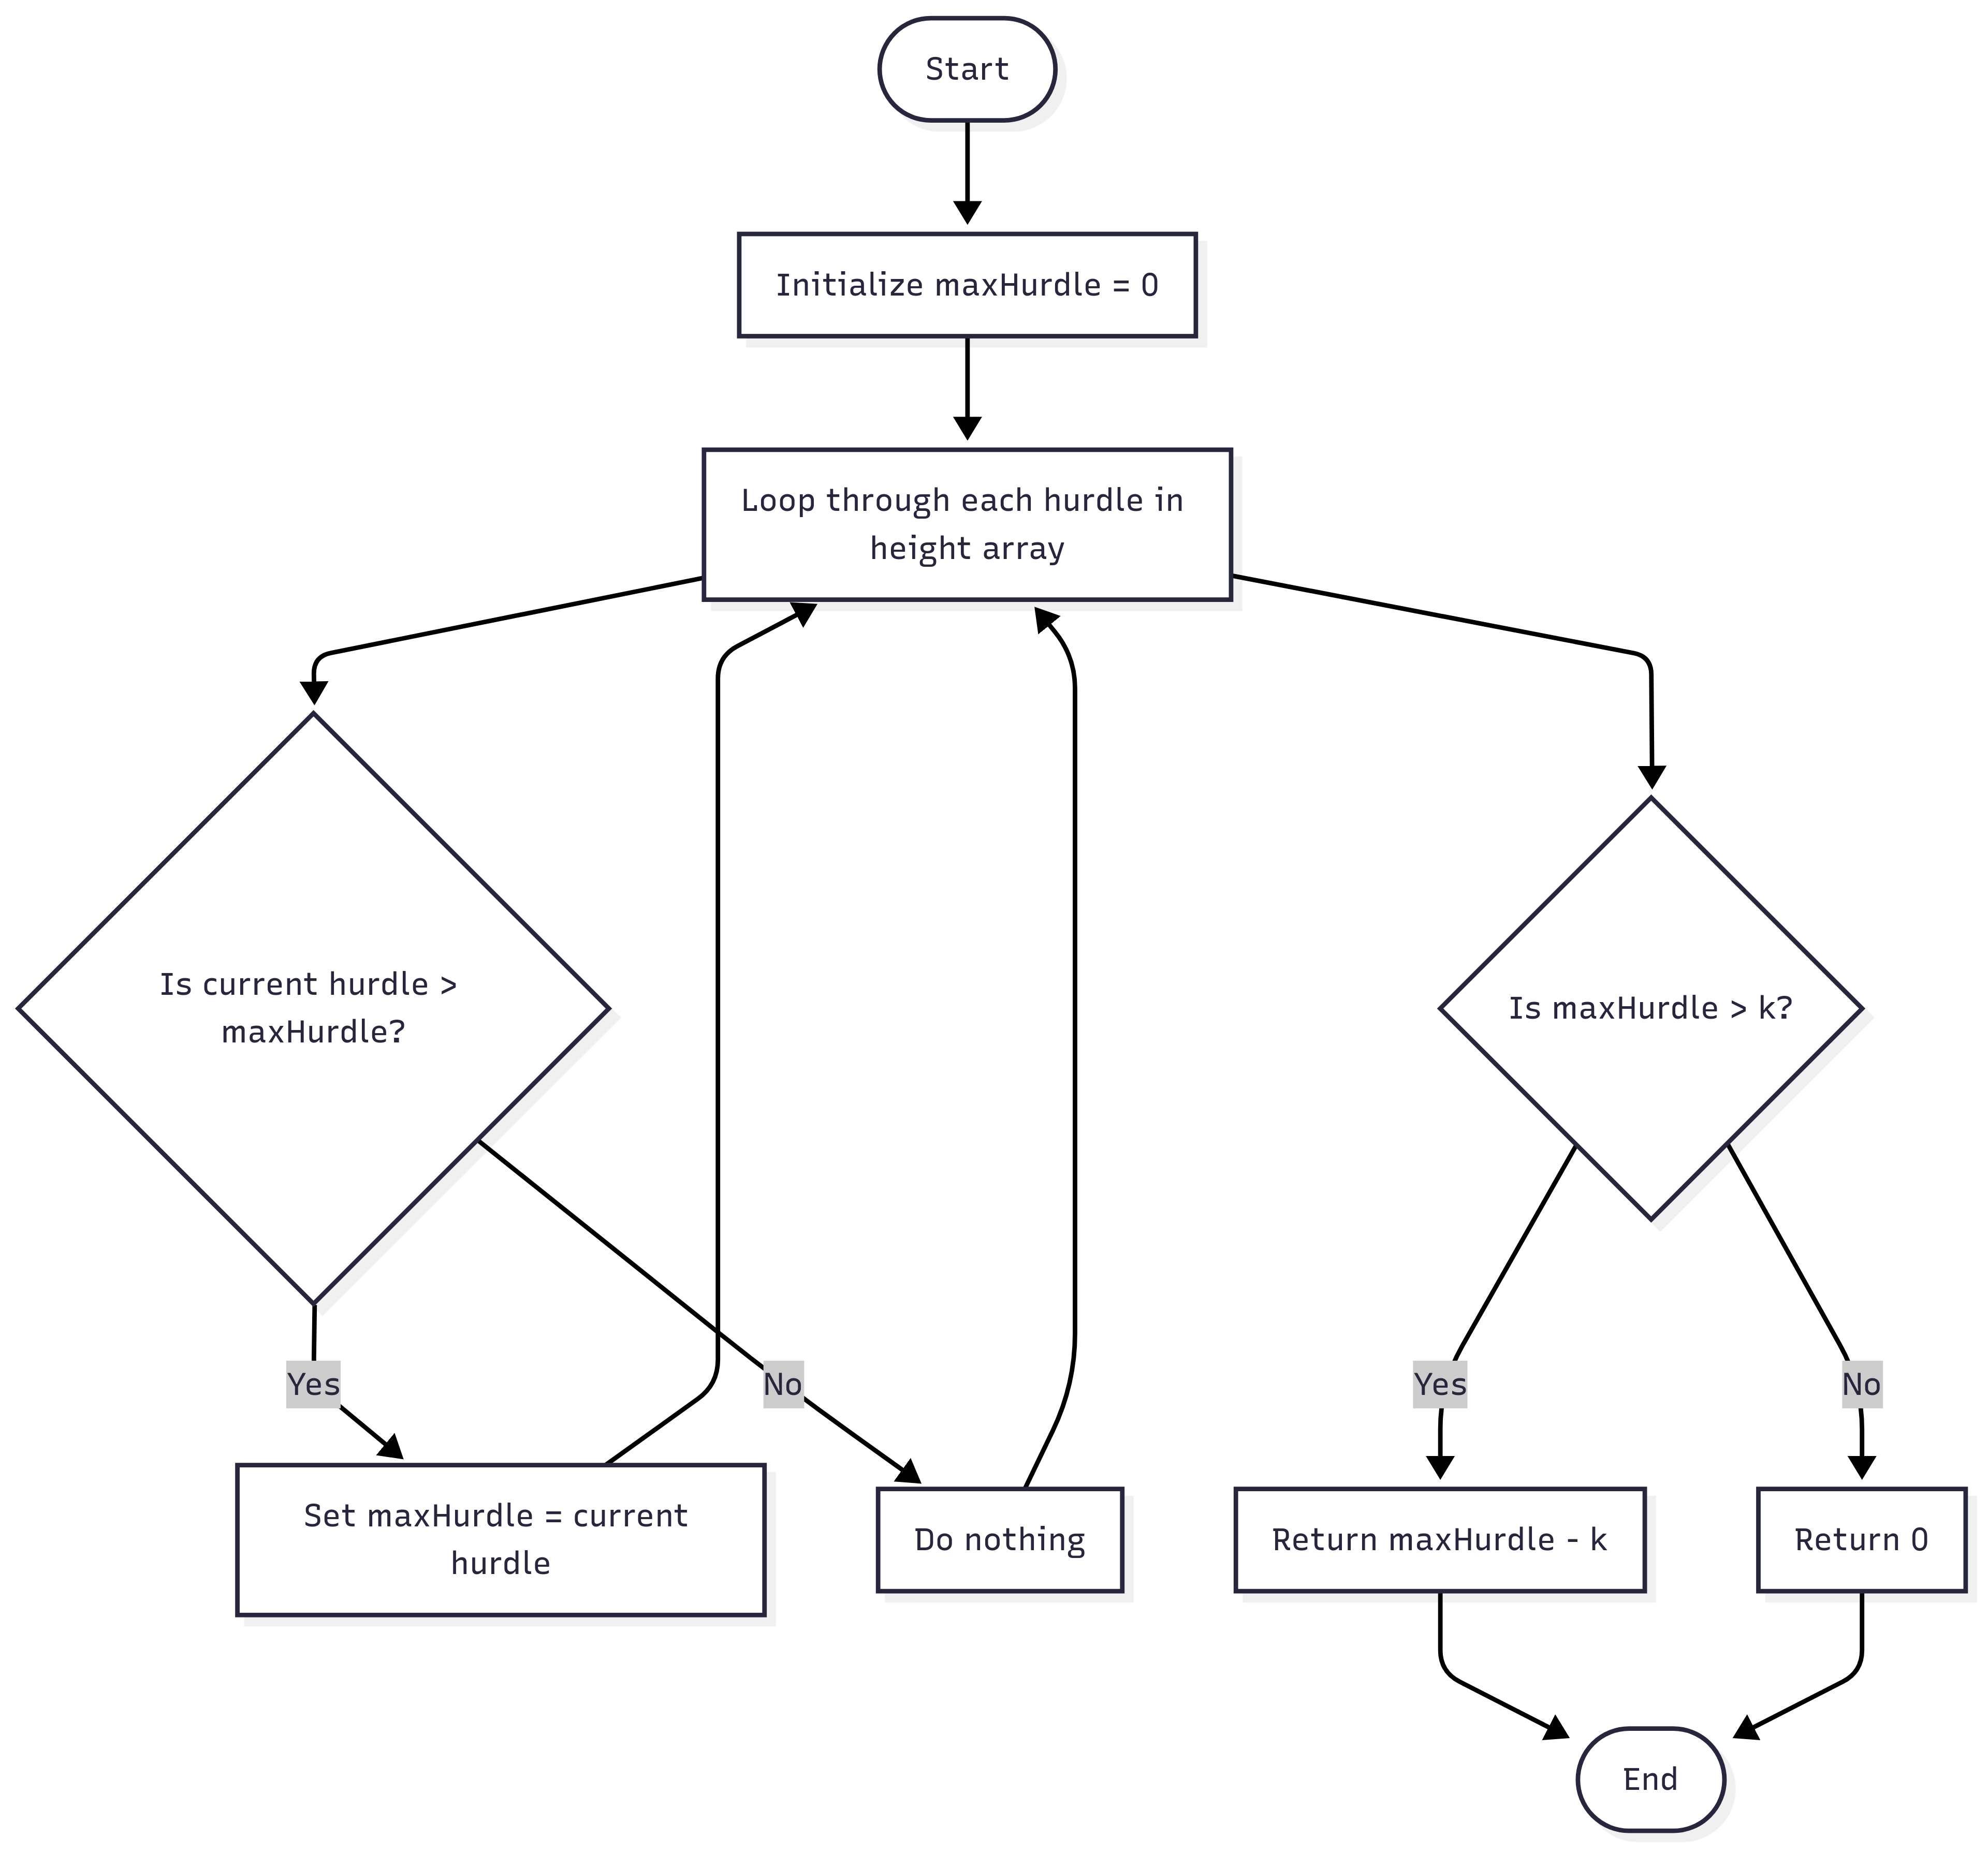 Start
Initialize maxHurdle = 0
Loop through each hurdle in
height array
Is current hurdle >
maxHurdle?
Is maxHurdle > k?
Yes
No
Yes
No
Set maxHurdle = current
hurdle
Do nothing
Return maxHurdle - k
Return 0
End